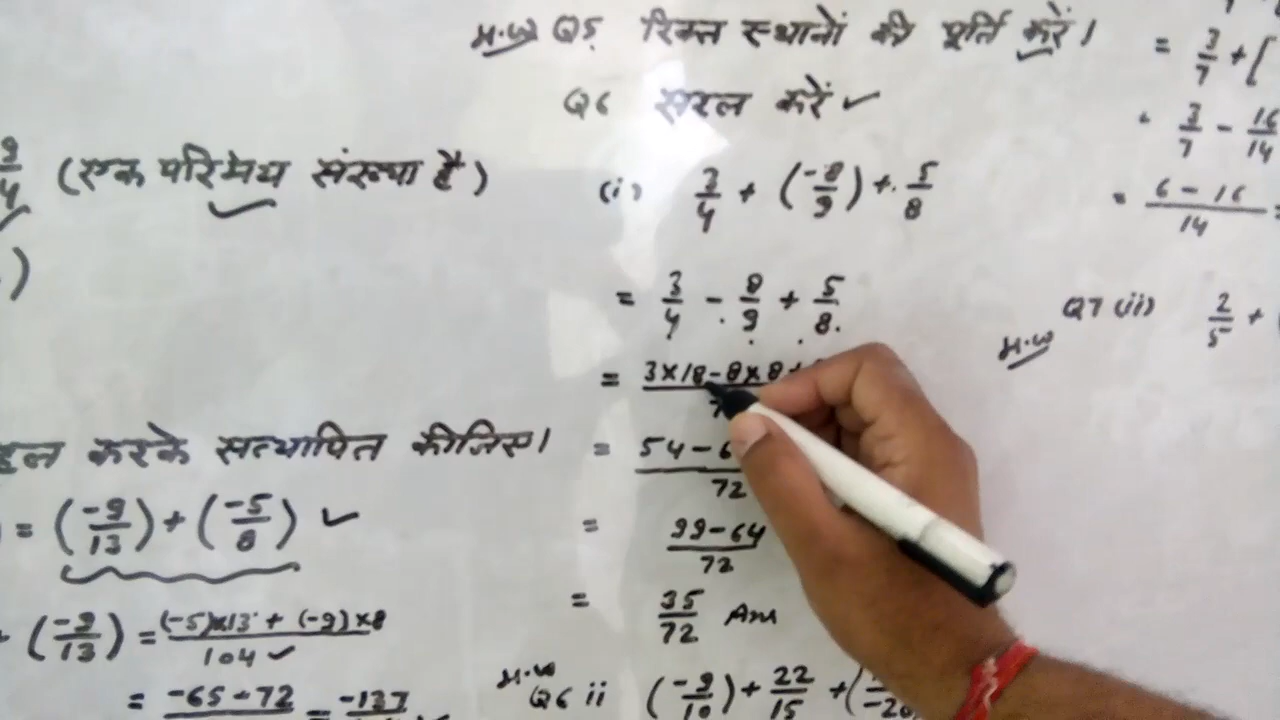 H.W Q5 रिक्त स्थानों की पूर्ति करें।
Q6 सरल करें ✓
(i) 3/4 + (-8/9) + 5/8
= 3/4 - 8/9 + 5/8
= 3×18-8×8+
= 54-6 /72
= 99-64/72
= 35/72 Ans
H.W Q6 ii (-9/10) + 22/15 + (
9/4 (एक परिमेय संख्या है)
)
हल करके सत्यापित कीजिए।
= (-9/13) + (-5/8) ✓
+ (-9/13) = (-5)×13 + (-9)×8 / 104 ✓
= -65-72 = -137
= 3/7 + [
3/7 - 16/14
= 6-16/14 =
H.W Q7 (ii) 2/5 +